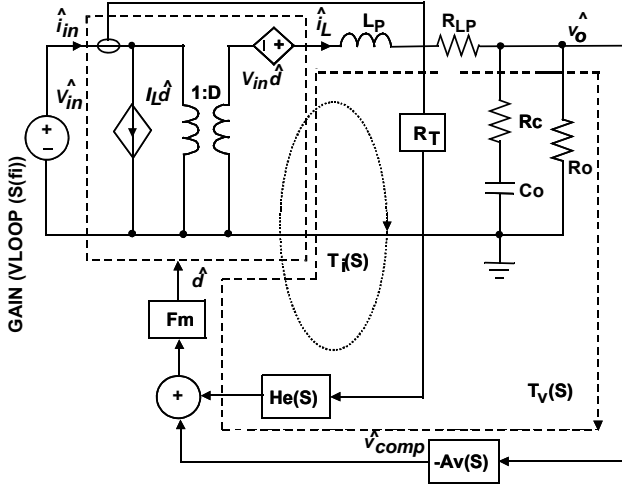 î_in
î_L
L_P
R_LP
v̂_o
V̂_in
+
−
I_L d̂
1:D
V_in d̂
R_T
Rc
Ro
Co
GAIN (VLOOP (S(fi))
T_i(S)
d̂
Fm
+
He(S)
T_v(S)
v̂_comp
-Av(S)